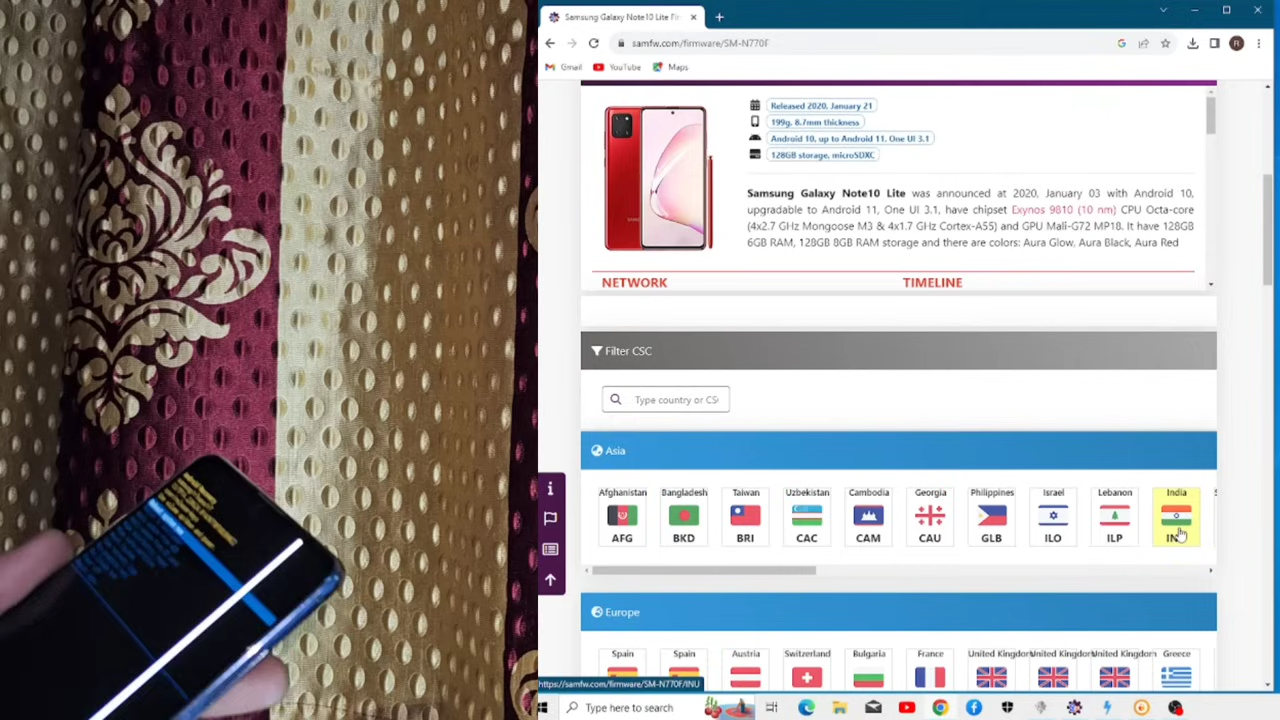 Samsung Galaxy Note10 Lite Fir
samfw.com/firmware/SM-N770F
Gmail YouTube Maps
Released 2020, January 21
199g, 8.7mm thickness
Android 10, up to Android 11, One UI 3.1
128GB storage, microSDXC
Samsung Galaxy Note10 Lite was announced at 2020, January 03 with Android 10,
upgradable to Android 11, One UI 3.1, have chipset Exynos 9810 (10 nm) CPU Octa-core
(4x2.7 GHz Mongoose M3 & 4x1.7 GHz Cortex-A55) and GPU Mali-G72 MP18. It have 128GB
6GB RAM, 128GB 8GB RAM storage and there are colors: Aura Glow, Aura Black, Aura Red
NETWORK TIMELINE
Filter CSC
Type country or CS
Asia
Afghanistan Bangladesh Taiwan Uzbekistan Cambodia Georgia Philippines Israel Lebanon India
AFG BKD BRI CAC CAM CAU GLB ILO ILP
Europe
Spain Spain Austria Switzerland Bulgaria France United Kingdom United Kingdom United Kingdom Greece
https://samfw.com/firmware/SM-N770F/INU
Type here to search